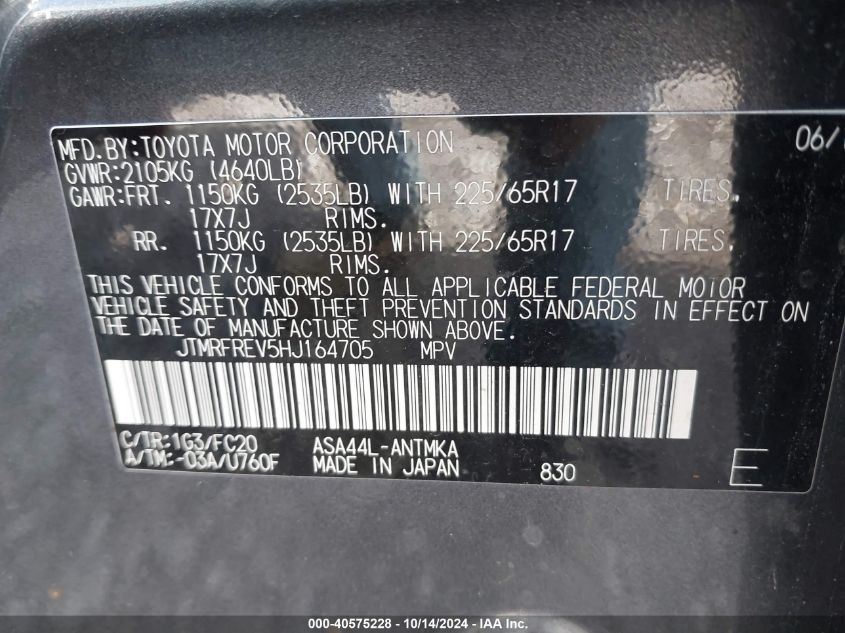 MFD.BY:TOYOTA MOTOR CORPORATION 06/1
GVWR:2105KG (4640LB)
GAWR:FRT. 1150KG (2535LB) WITH 225/65R17 TIRES,
17X7J RIMS.
RR. 1150KG (2535LB) WITH 225/65R17 TIRES,
17X7J RIMS.
THIS VEHICLE CONFORMS TO ALL APPLICABLE FEDERAL MOTOR
VEHICLE SAFETY AND THEFT PREVENTION STANDARDS IN EFFECT ON
THE DATE OF MANUFACTURE SHOWN ABOVE.
JTMRFREV5HJ164705 MPV
C/TR:1G3/FC20 ASA44L-ANTMKA
A/TM:-03A/U760F MADE IN JAPAN 830 E
000-40575228 - 10/14/2024 - IAA Inc.